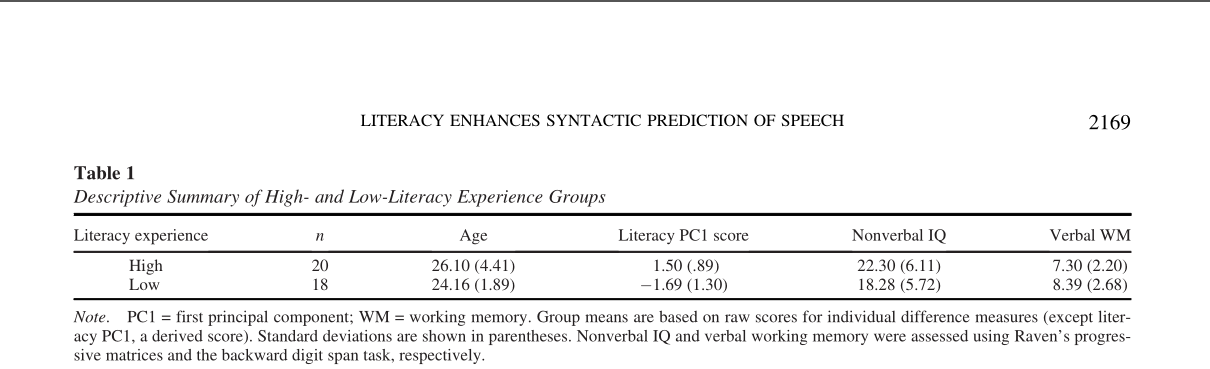 LITERACY ENHANCES SYNTACTIC PREDICTION OF SPEECH 2169
Table 1
Descriptive Summary of High- and Low-Literacy Experience Groups
Literacy experience n Age Literacy PC1 score Nonverbal IQ Verbal WM
High 20 26.10 (4.41) 1.50 (.89) 22.30 (6.11) 7.30 (2.20)
Low 18 24.16 (1.89) −1.69 (1.30) 18.28 (5.72) 8.39 (2.68)
Note. PC1 = first principal component; WM = working memory. Group means are based on raw scores for individual difference measures (except liter-
acy PC1, a derived score). Standard deviations are shown in parentheses. Nonverbal IQ and verbal working memory were assessed using Raven’s progres-
sive matrices and the backward digit span task, respectively.